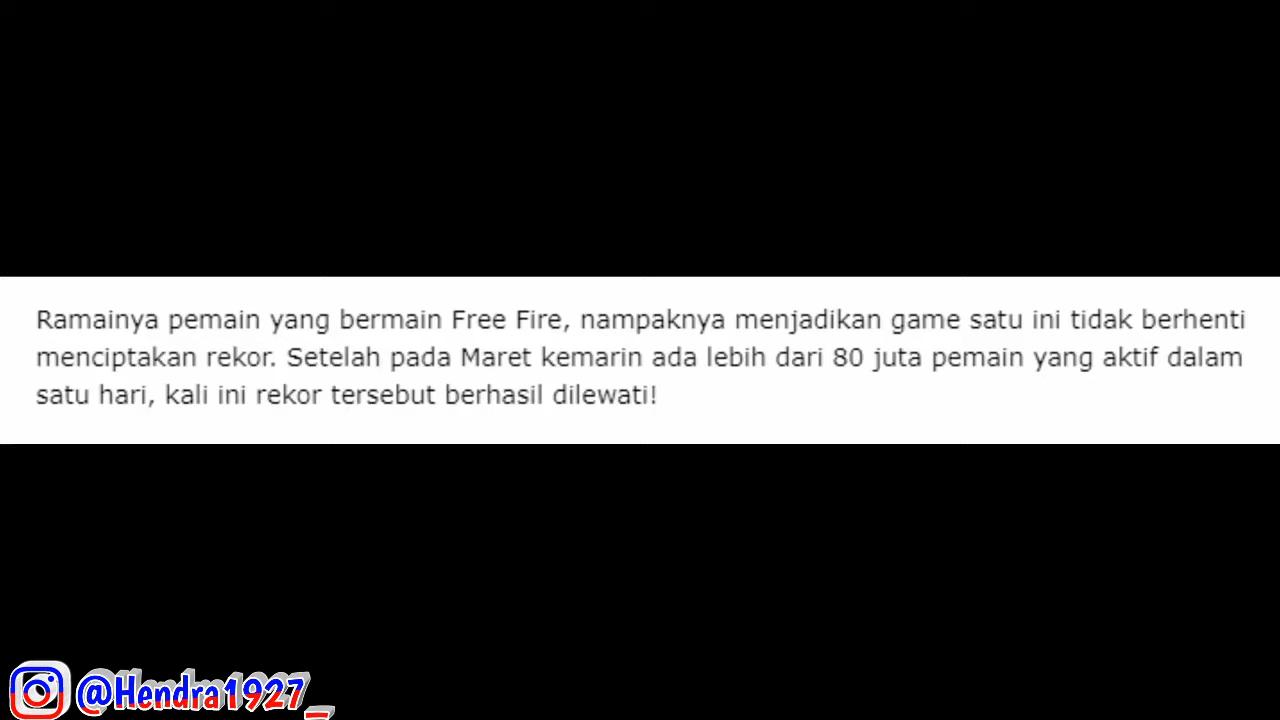 Ramainya pemain yang bermain Free Fire, nampaknya menjadikan game satu ini tidak berhenti
menciptakan rekor. Setelah pada Maret kemarin ada lebih dari 80 juta pemain yang aktif dalam
satu hari, kali ini rekor tersebut berhasil dilewati!
@Hendra1927_